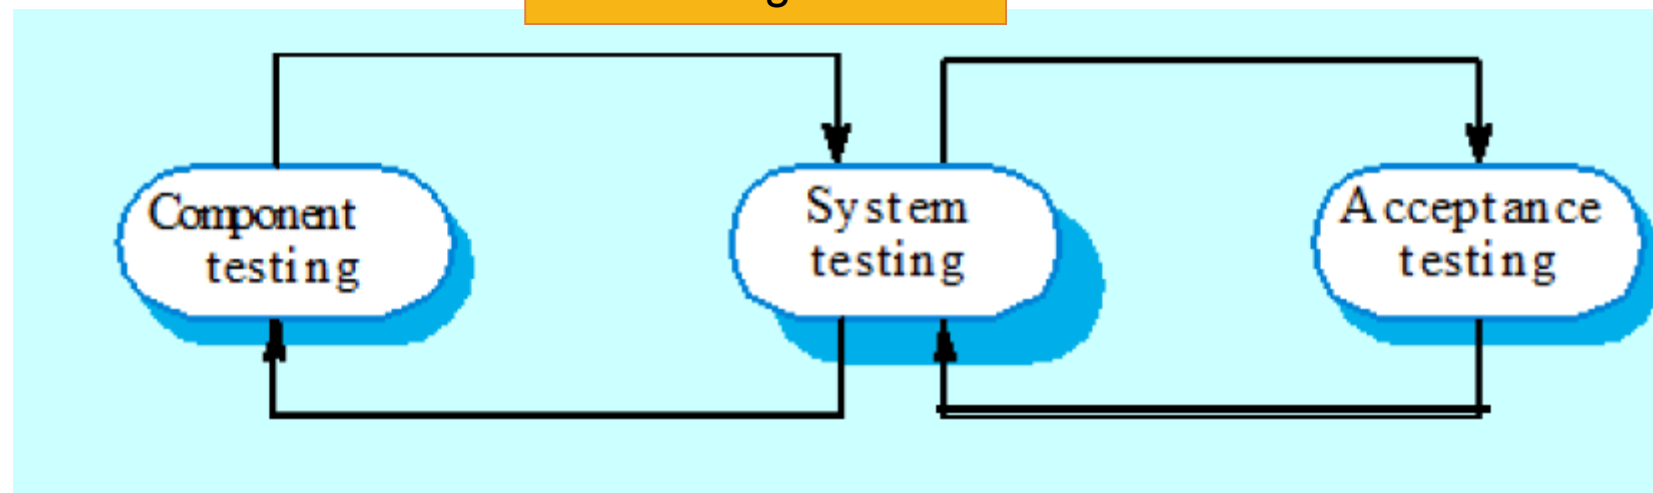 Component
testing
System
testing
Acceptance
testing